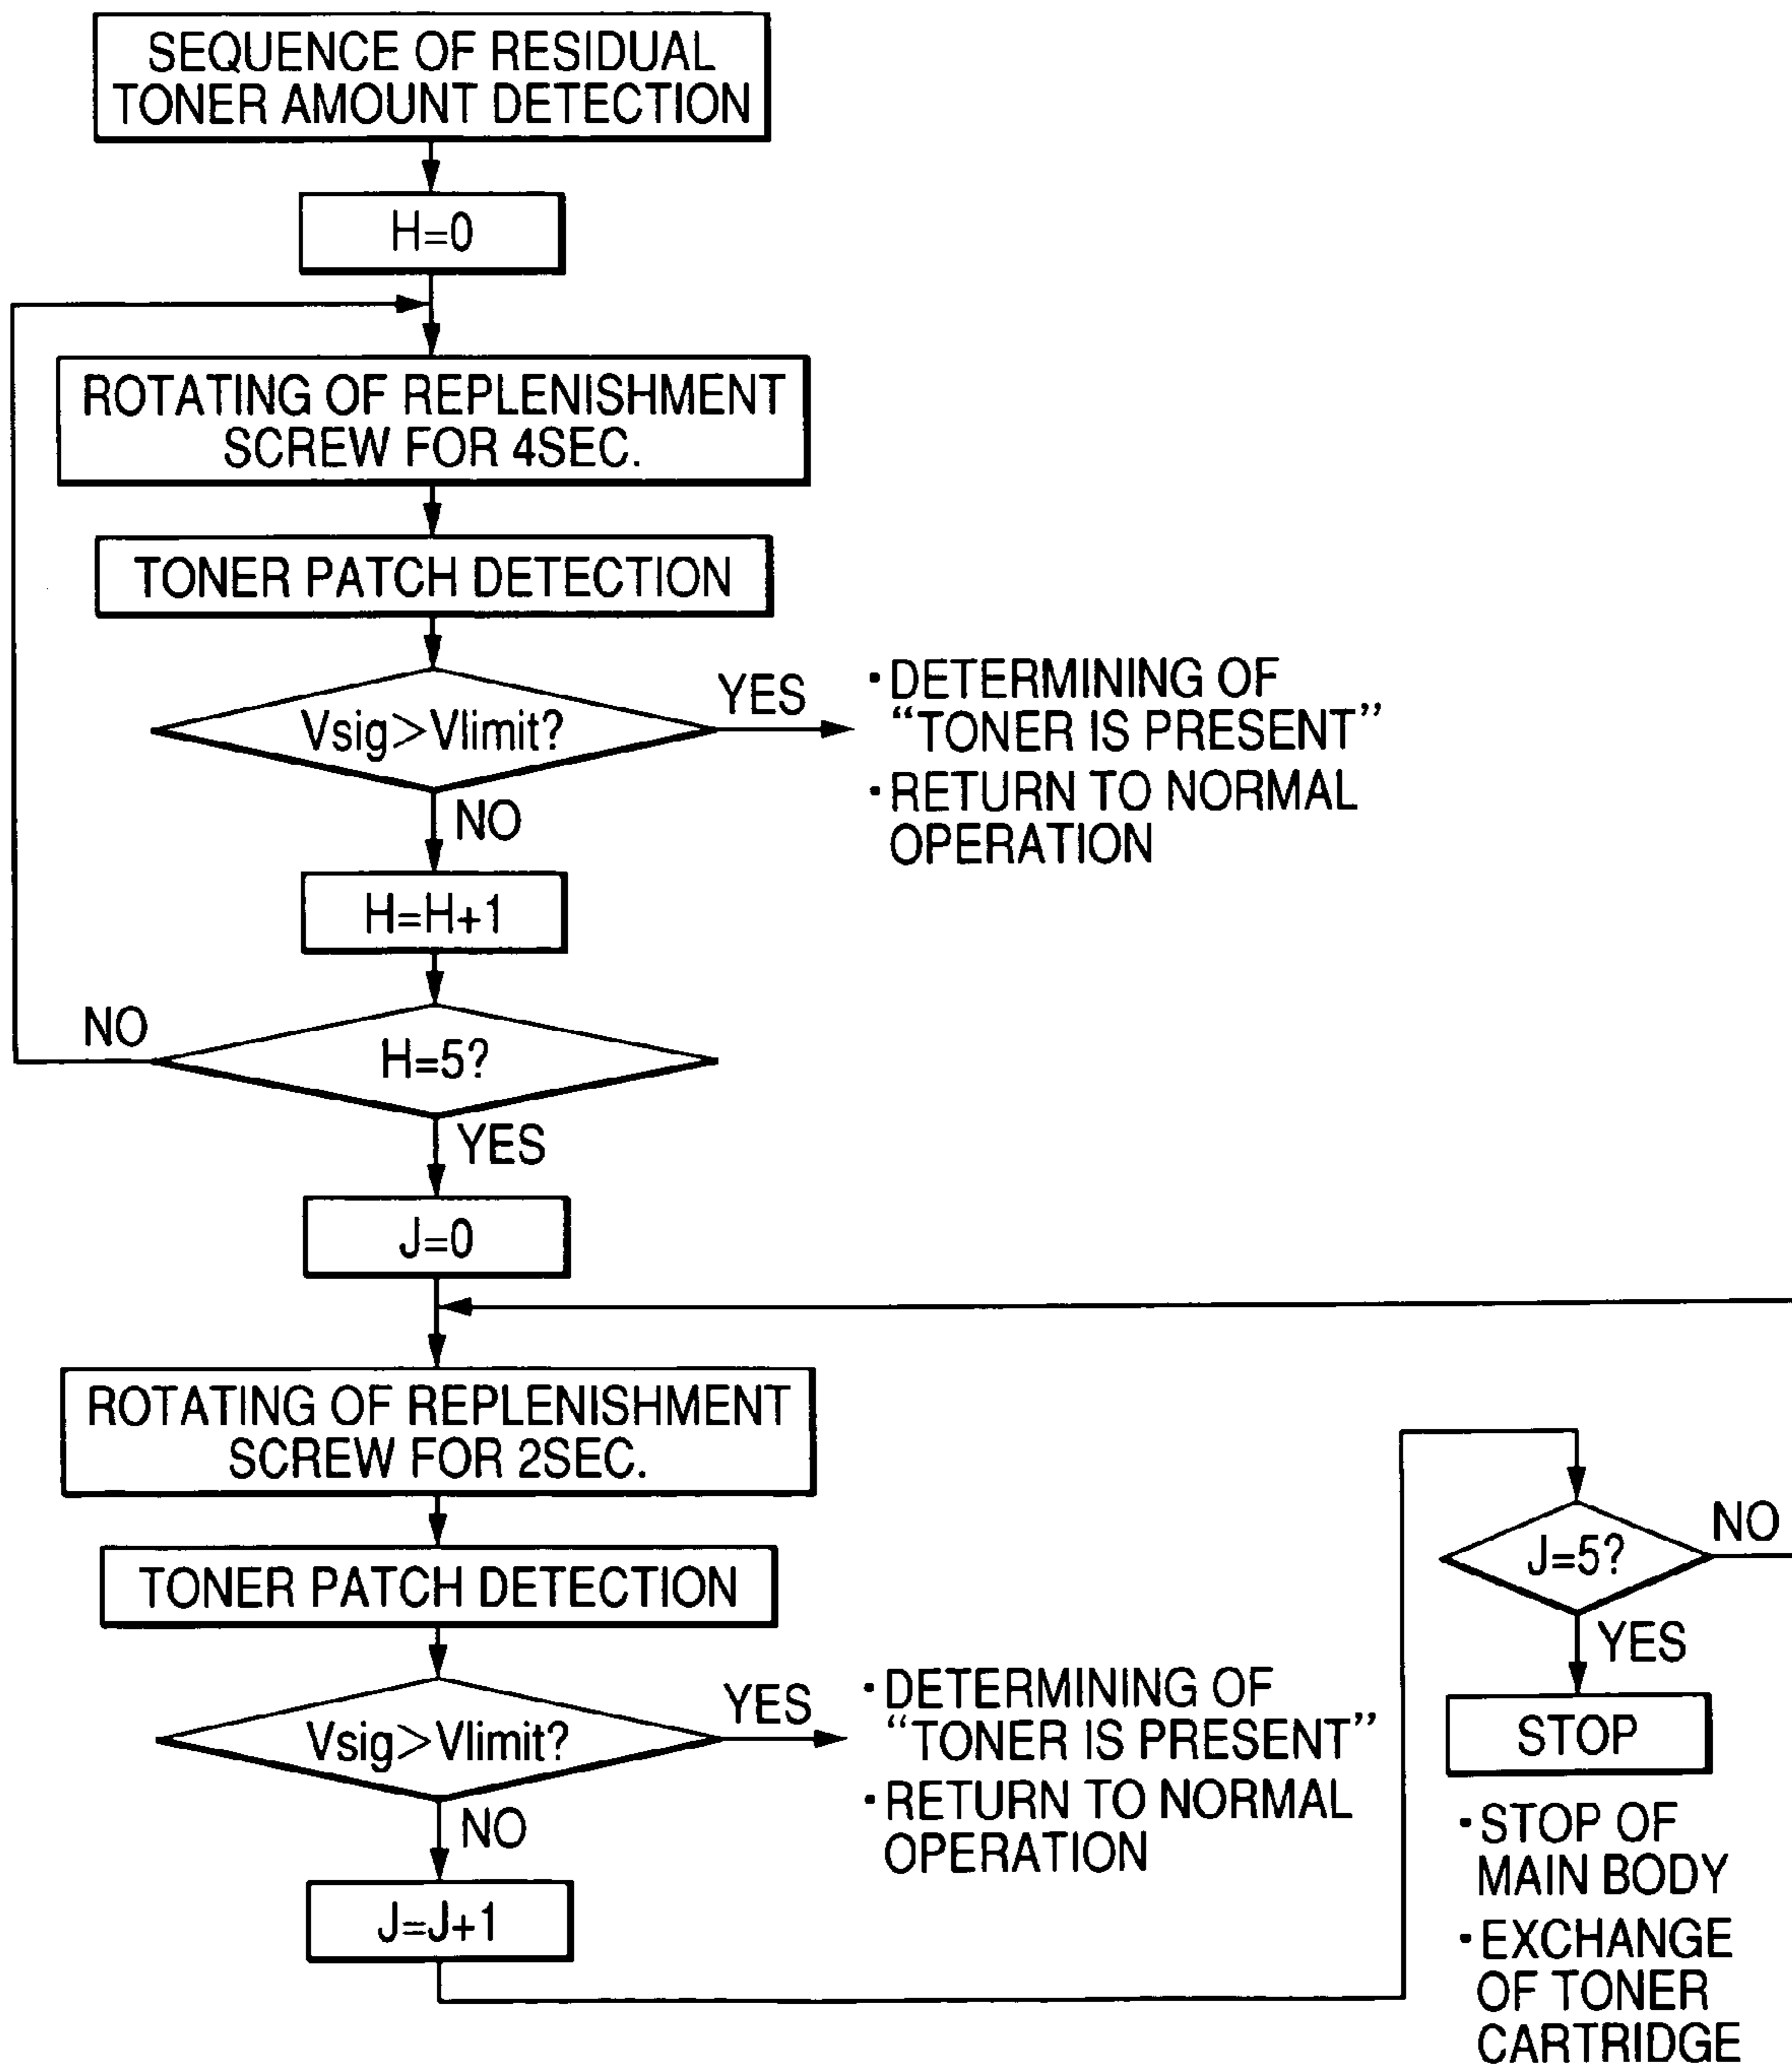 SEQUENCE OF RESIDUAL
TONER AMOUNT DETECTION
H=0
ROTATING OF REPLENISHMENT
SCREW FOR 4SEC.
TONER PATCH DETECTION
Vsig>Vlimit?
YES
・DETERMINING OF
“TONER IS PRESENT”
・RETURN TO NORMAL
OPERATION
NO
H=H+1
H=5?
NO
YES
J=0
ROTATING OF REPLENISHMENT
SCREW FOR 2SEC.
TONER PATCH DETECTION
Vsig>Vlimit?
YES
・DETERMINING OF
“TONER IS PRESENT”
・RETURN TO NORMAL
OPERATION
NO
J=J+1
J=5?
NO
YES
STOP
・STOP OF
MAIN BODY
・EXCHANGE
OF TONER
CARTRIDGE